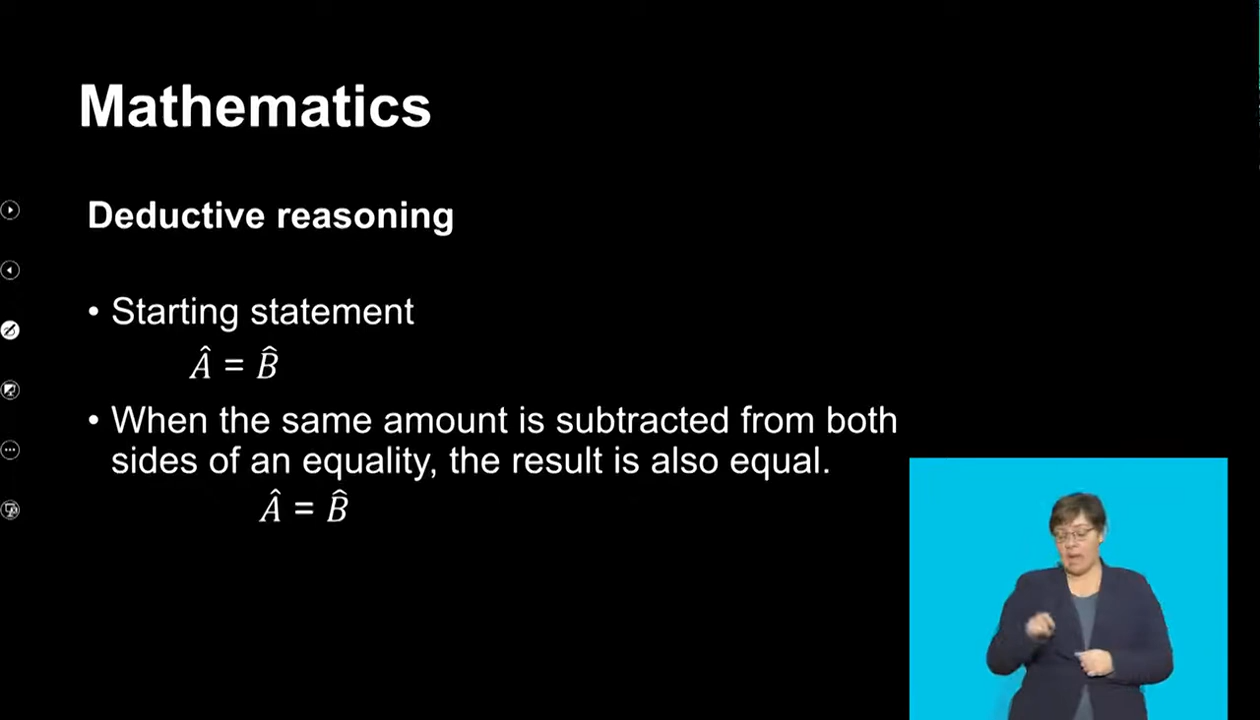 Mathematics
Deductive reasoning
• Starting statement
Â = B̂
• When the same amount is subtracted from both
sides of an equality, the result is also equal.
Â = B̂